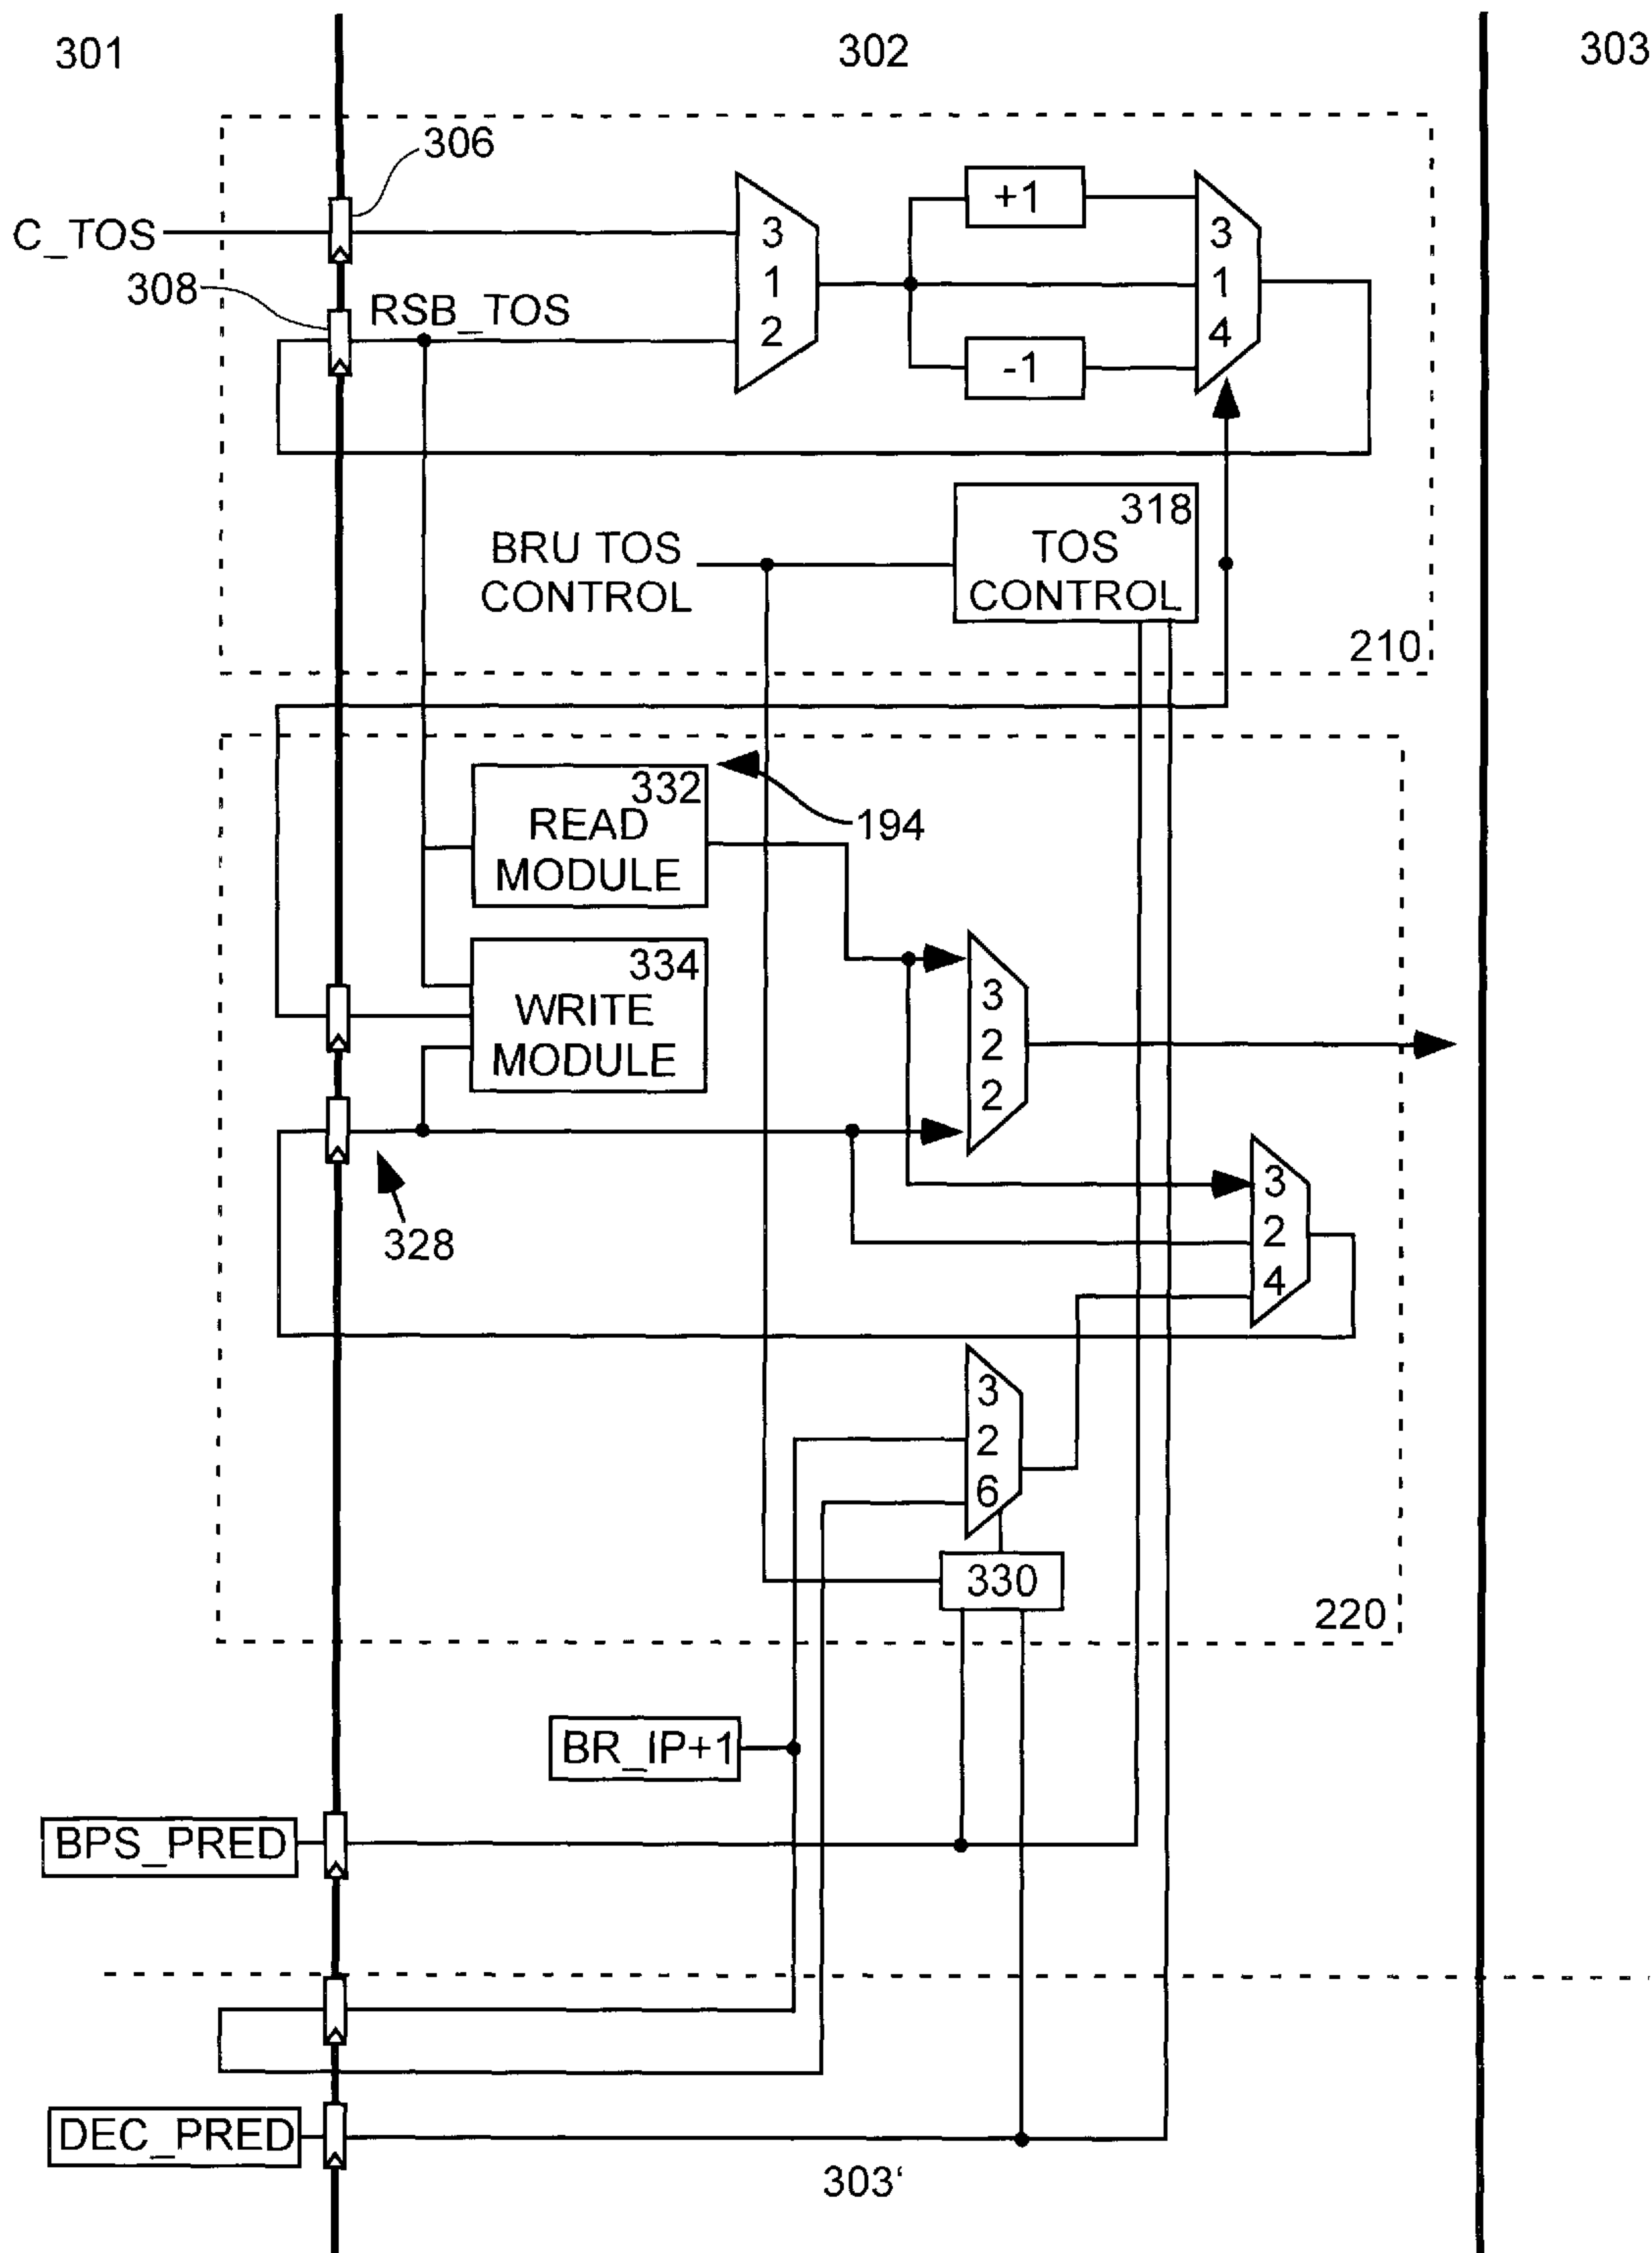 301
302
303
306
C_TOS
308
RSB_TOS
3
1
2
+1
-1
3
1
4
BRU TOS
CONTROL
318
TOS
CONTROL
210
332
READ
MODULE
194
334
WRITE
MODULE
3
2
2
328
3
2
4
3
2
6
330
220
BR_IP+1
BPS_PRED
DEC_PRED
303‘